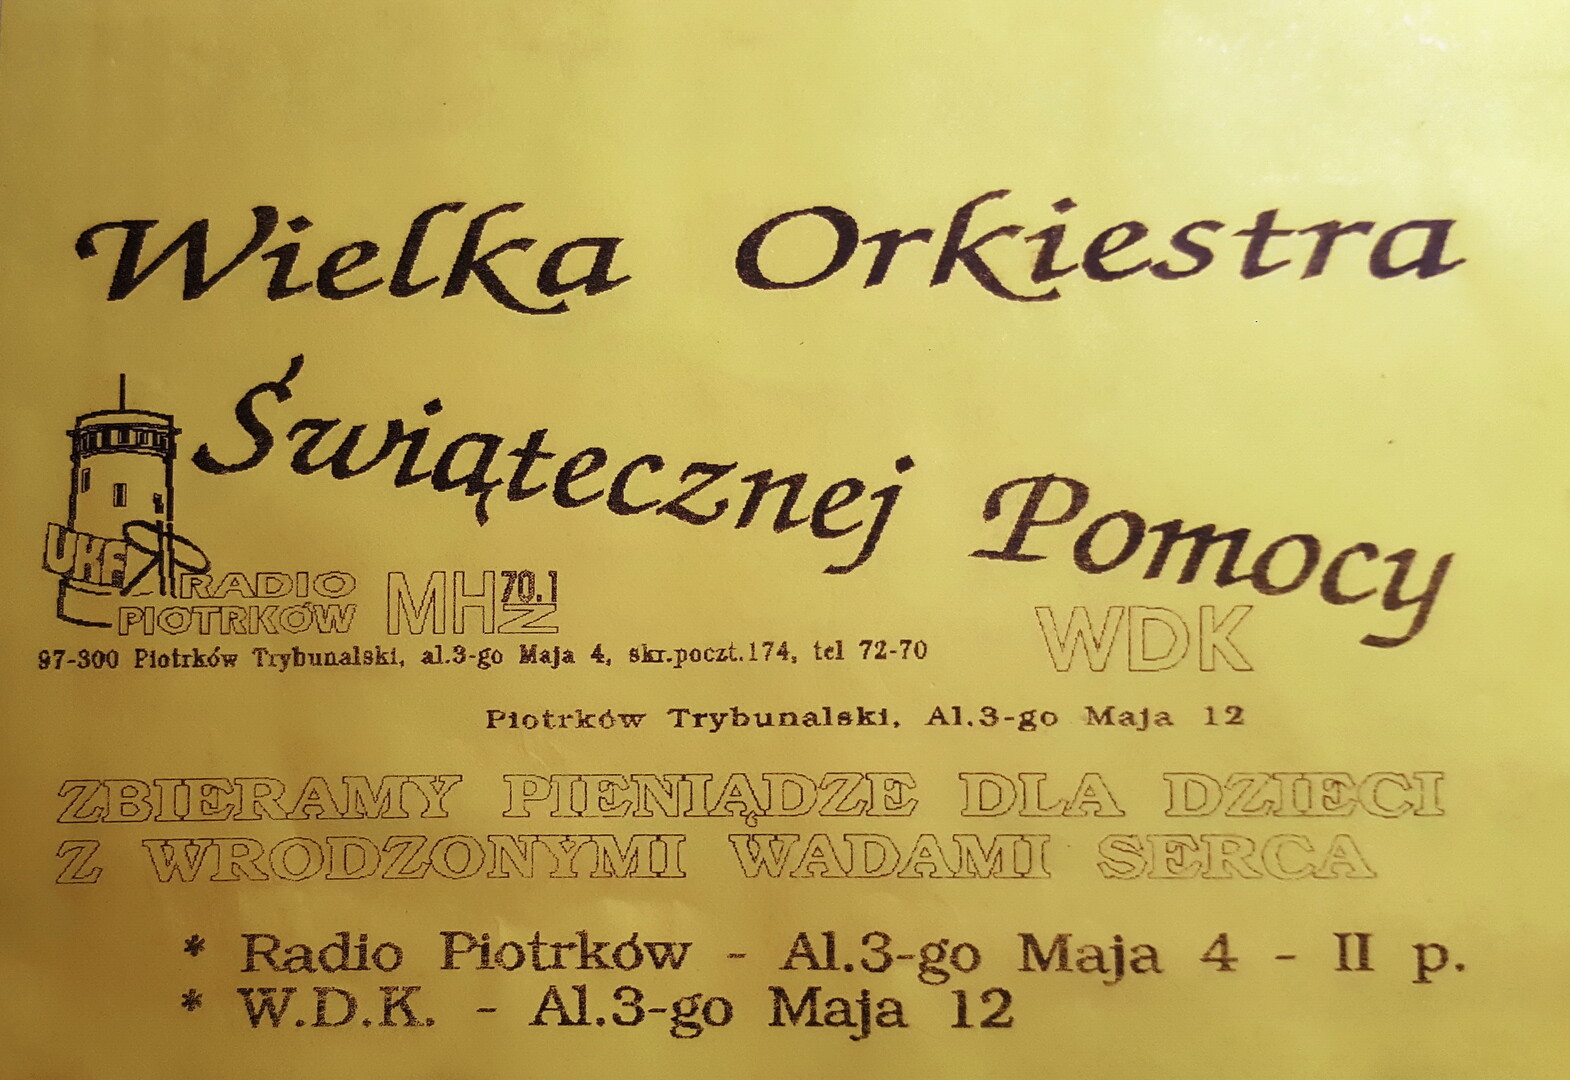 Wielka Orkiestra
Świątecznej Pomocy
UKF
RADIO
PIOTRKÓW MHZ 70.1
97-300 Piotrków Trybunalski, al.3-go Maja 4, skr.poczt.174, tel 72-70
WDK
Piotrków Trybunalski, Al.3-go Maja 12
ZBIERAMY PIENIĄDZE DLA DZIECI
Z WRODZONYMI WADAMI SERCA
* Radio Piotrków - Al.3-go Maja 4 - II p.
* W.D.K. - Al.3-go Maja 12